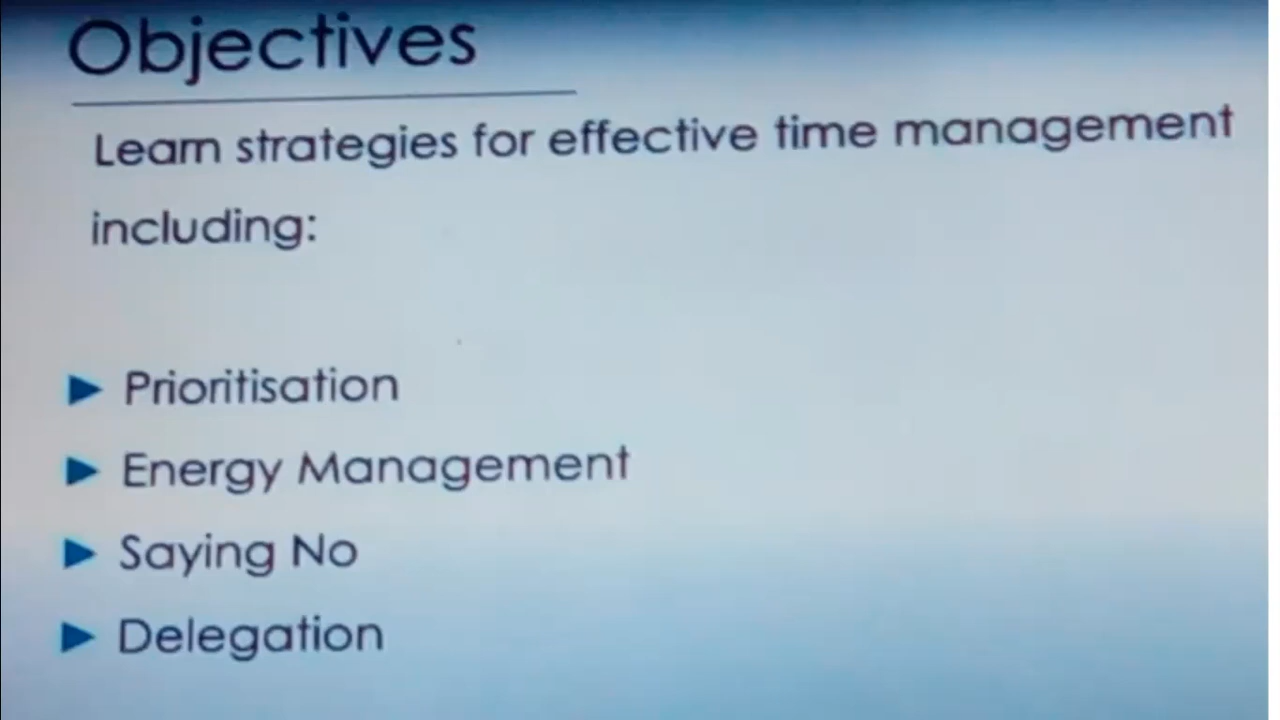 Objectives
Learn strategies for effective time management
including:
Prioritisation
Energy Management
Saying No
Delegation